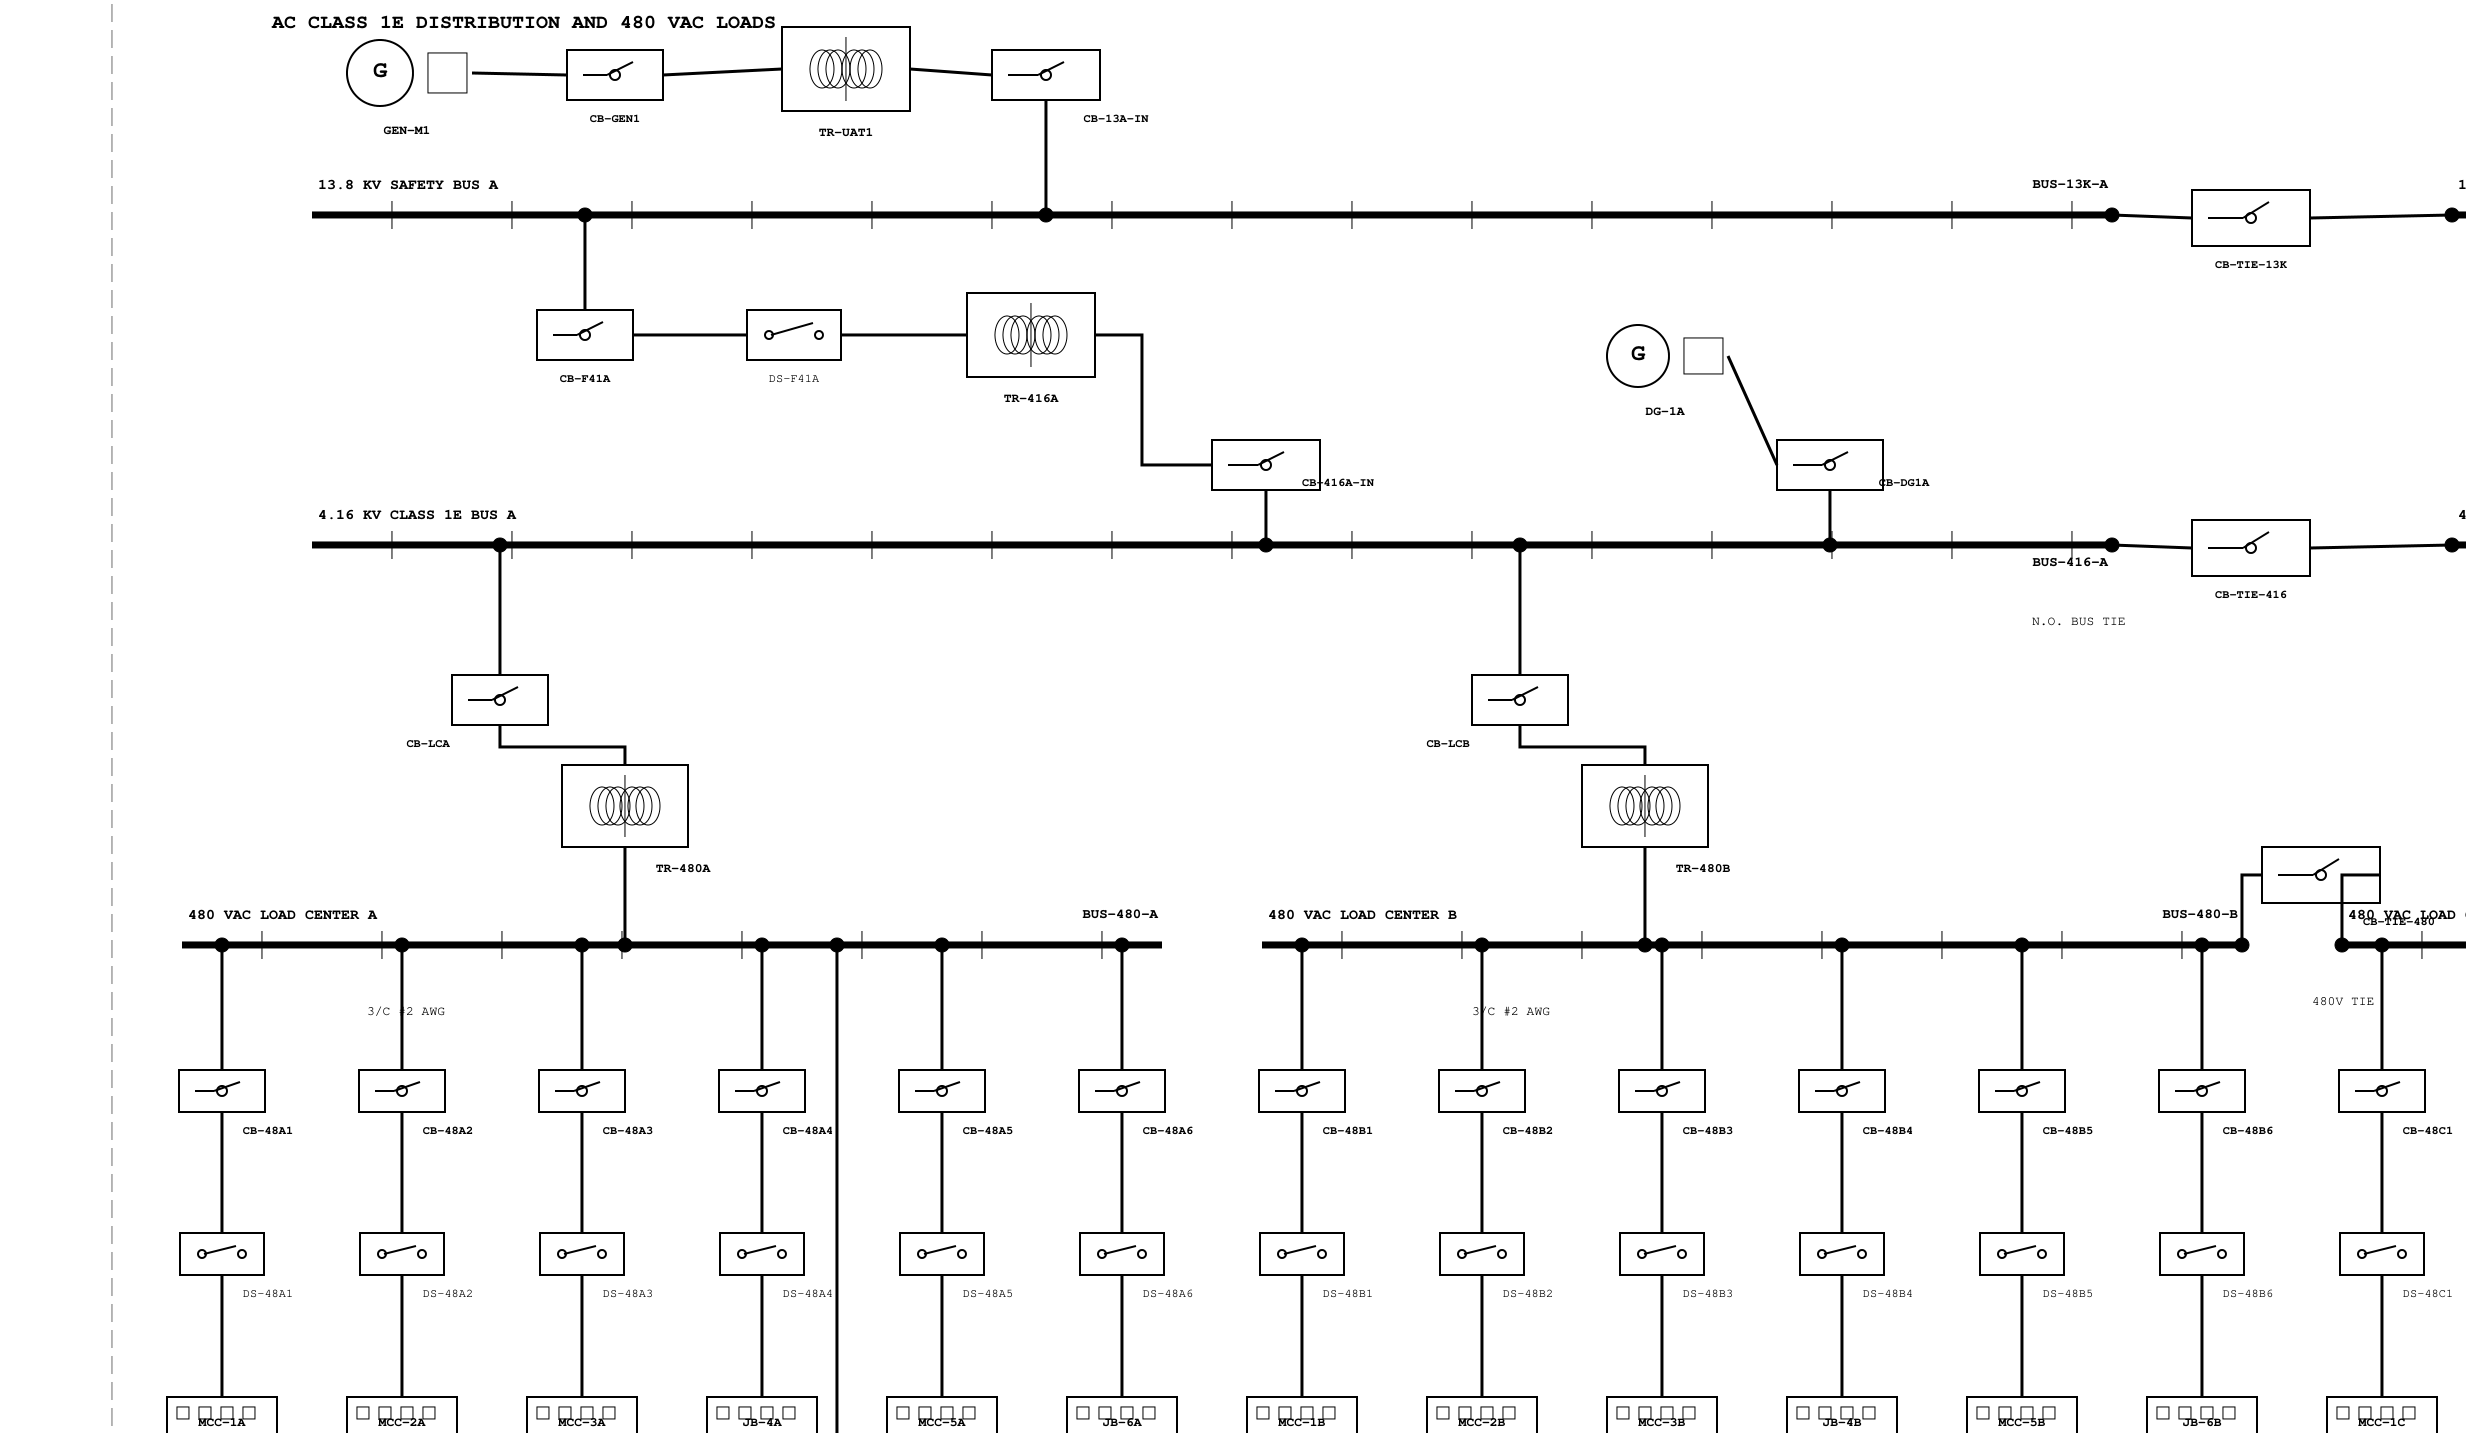 AC CLASS 1E DISTRIBUTION AND 480 VAC LOADS
G
GEN-M1
CB-GEN1
TR-UAT1
CB-13A-IN
13.8 KV SAFETY BUS A
BUS-13K-A
1
CB-TIE-13K
CB-F41A
DS-F41A
TR-416A
G
DG-1A
CB-416A-IN
CB-DG1A
4.16 KV CLASS 1E BUS A
4
BUS-416-A
CB-TIE-416
N.O. BUS TIE
CB-LCA
CB-LCB
TR-480A
TR-480B
480 VAC LOAD CENTER A
BUS-480-A
480 VAC LOAD CENTER B
BUS-480-B
480 VAC LOAD
CB-TIE-480
3/C #2 AWG
3/C #2 AWG
480V TIE
CB-48A1
CB-48A2
CB-48A3
CB-48A4
CB-48A5
CB-48A6
CB-48B1
CB-48B2
CB-48B3
CB-48B4
CB-48B5
CB-48B6
CB-48C1
DS-48A1
DS-48A2
DS-48A3
DS-48A4
DS-48A5
DS-48A6
DS-48B1
DS-48B2
DS-48B3
DS-48B4
DS-48B5
DS-48B6
DS-48C1
MCC-1A
MCC-2A
MCC-3A
JB-4A
MCC-5A
JB-6A
MCC-1B
MCC-2B
MCC-3B
JB-4B
MCC-5B
JB-6B
MCC-1C